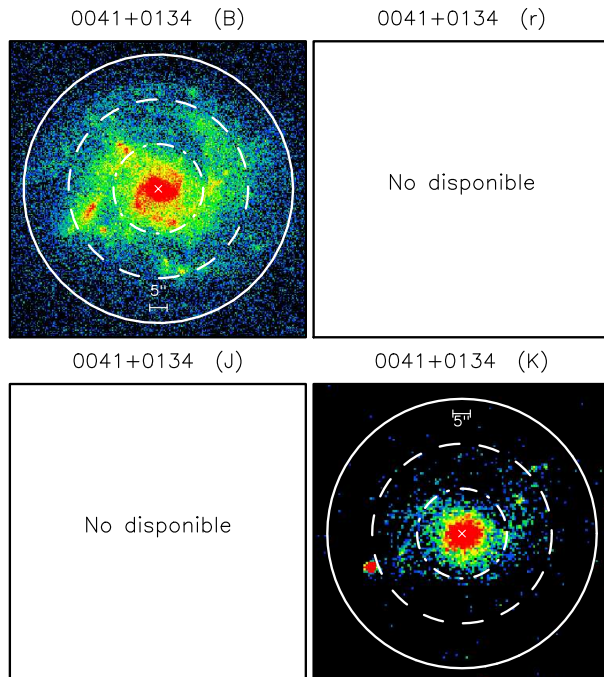 0041+0134 (B)
0041+0134 (r)
5"
No disponible
0041+0134 (J)
0041+0134 (K)
No disponible
5"